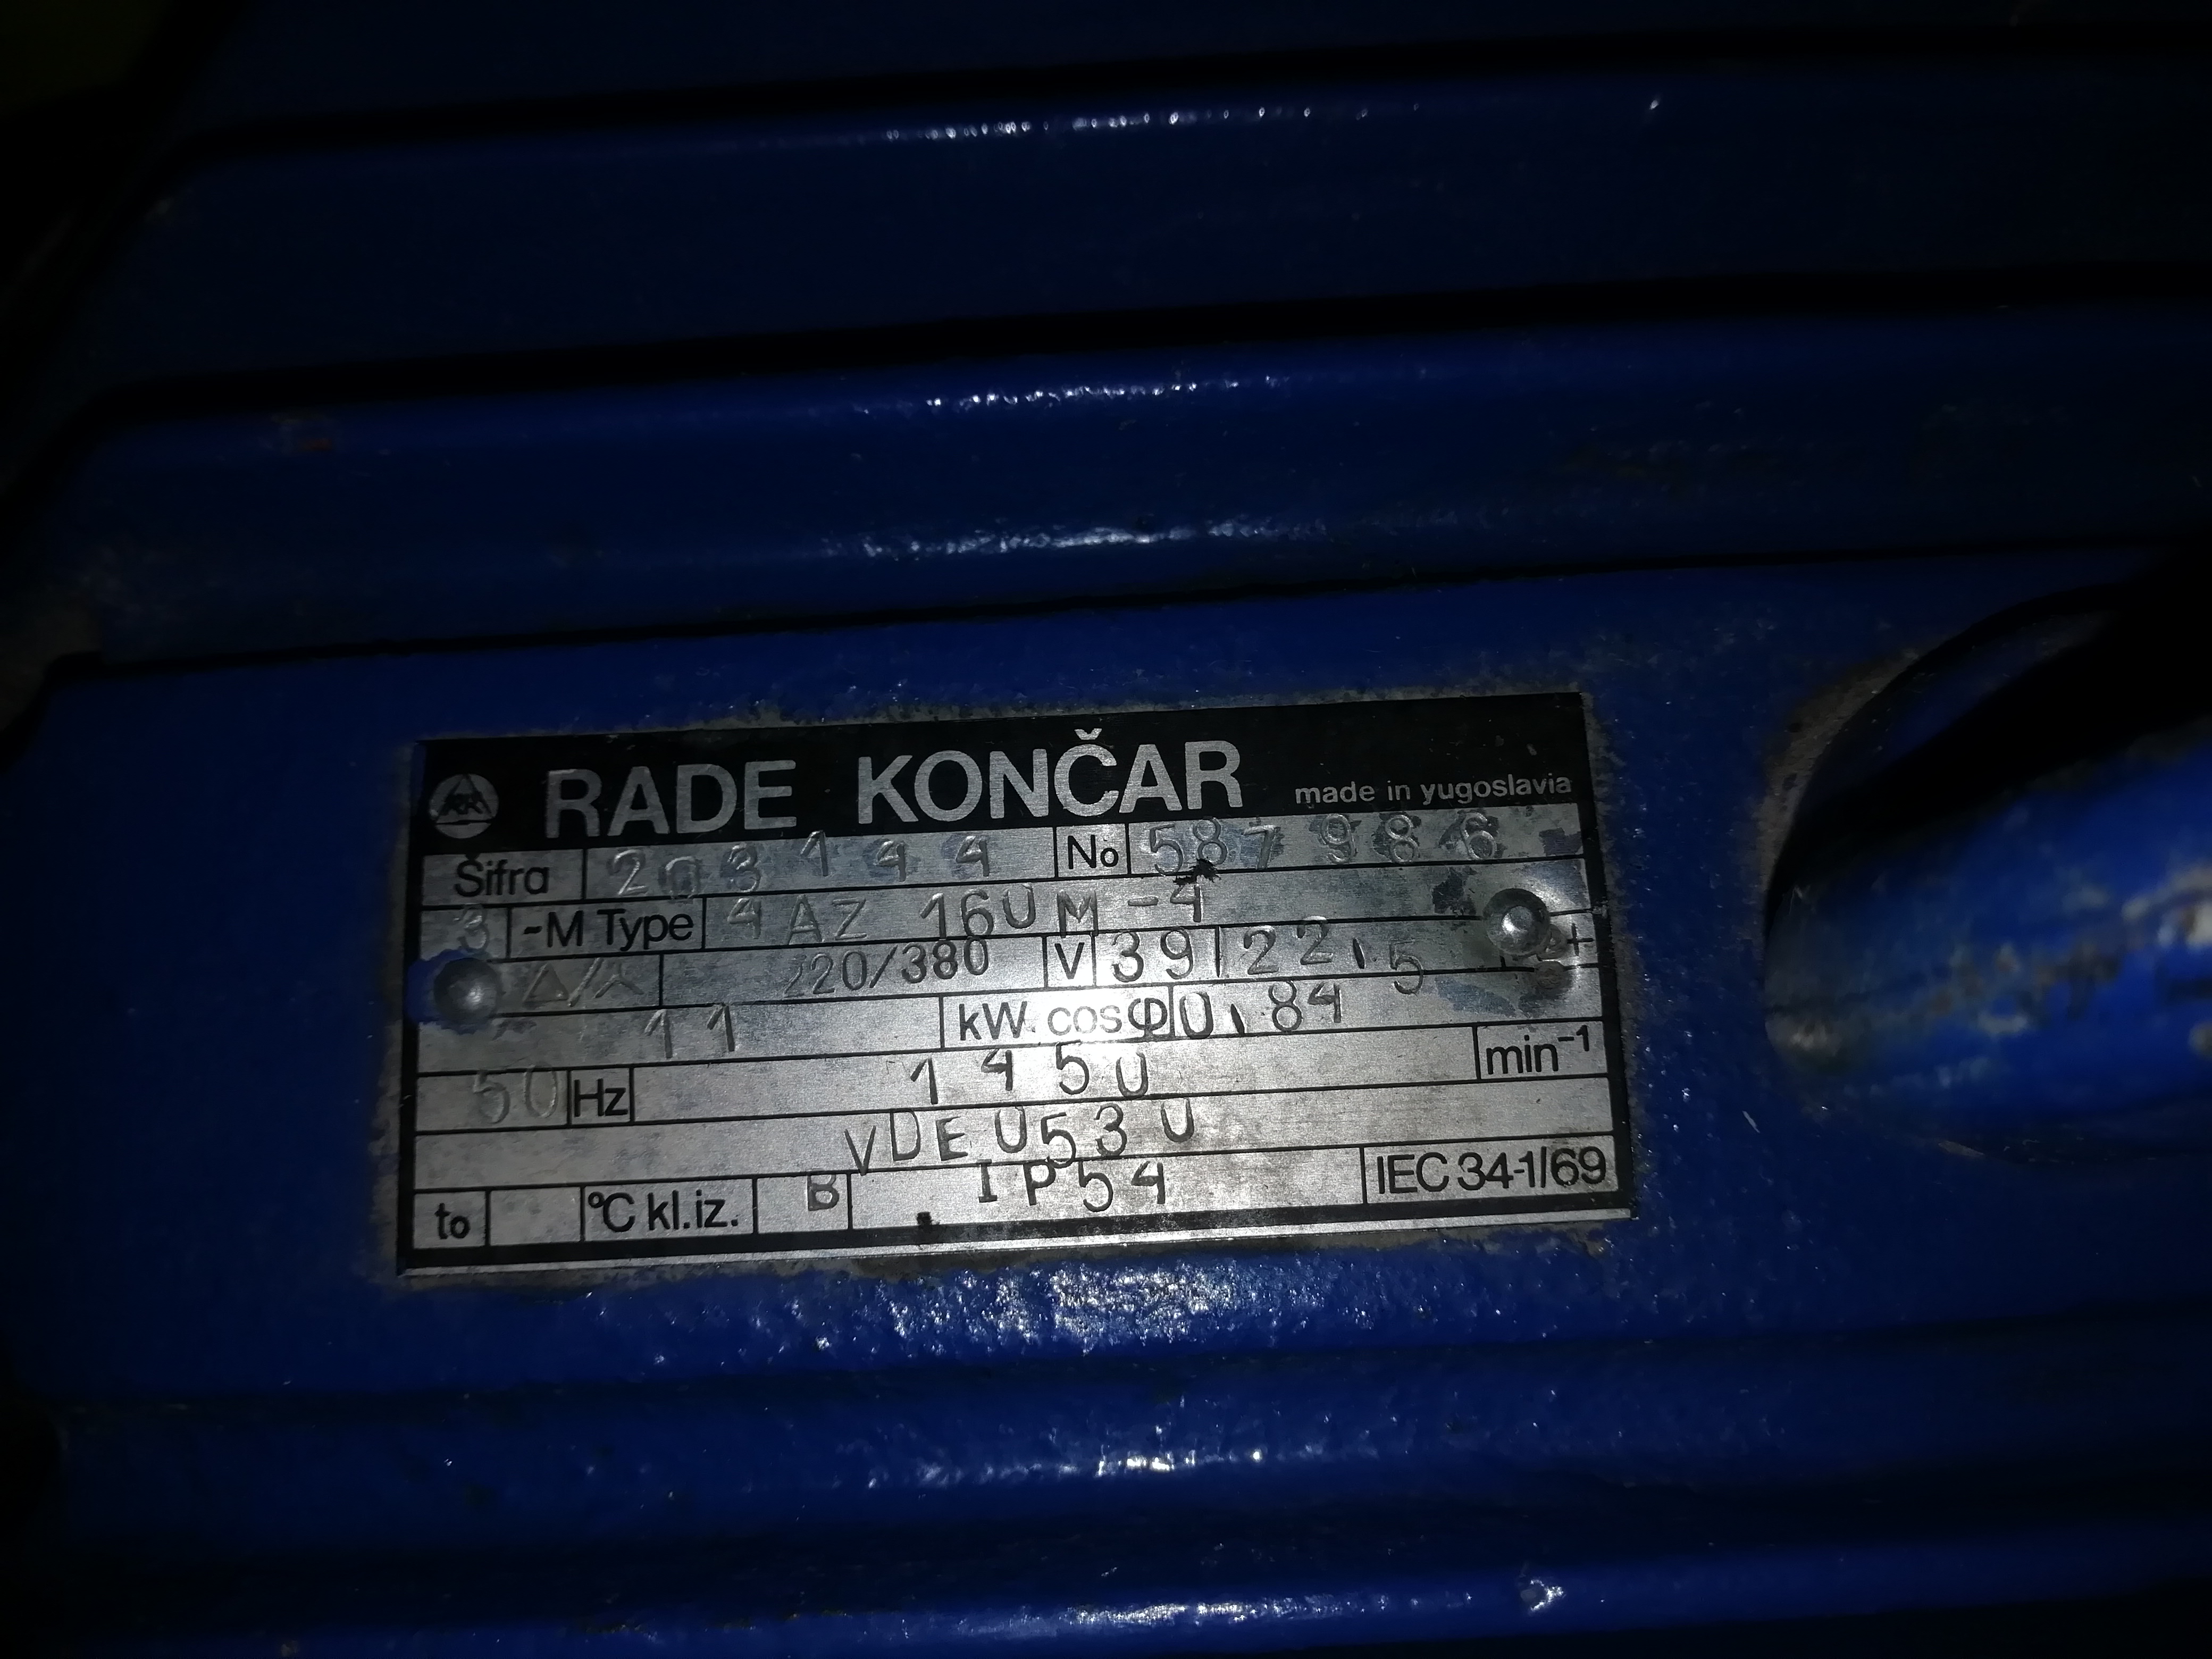 RADE KONČAR made in yugoslavia
Šifra 203144 No 587986
3 -M Type 4AZ 160M-4
△/⅄ 220/380 V 39/22,5
11 kW cosφ 0,84
50 Hz 1450 min⁻¹
VDE 0530
to °C kl.iz. B IP54 IEC 34-1/69